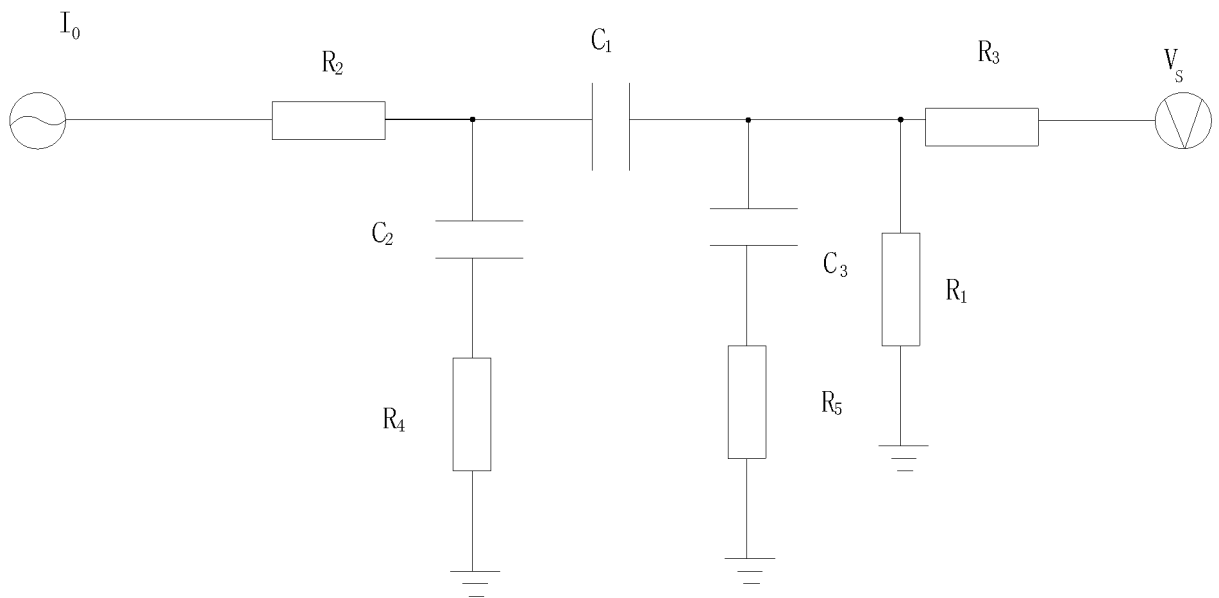 I₀
R₂
C₁
R₃
Vₛ
C₂
C₃
R₁
R₄
R₅